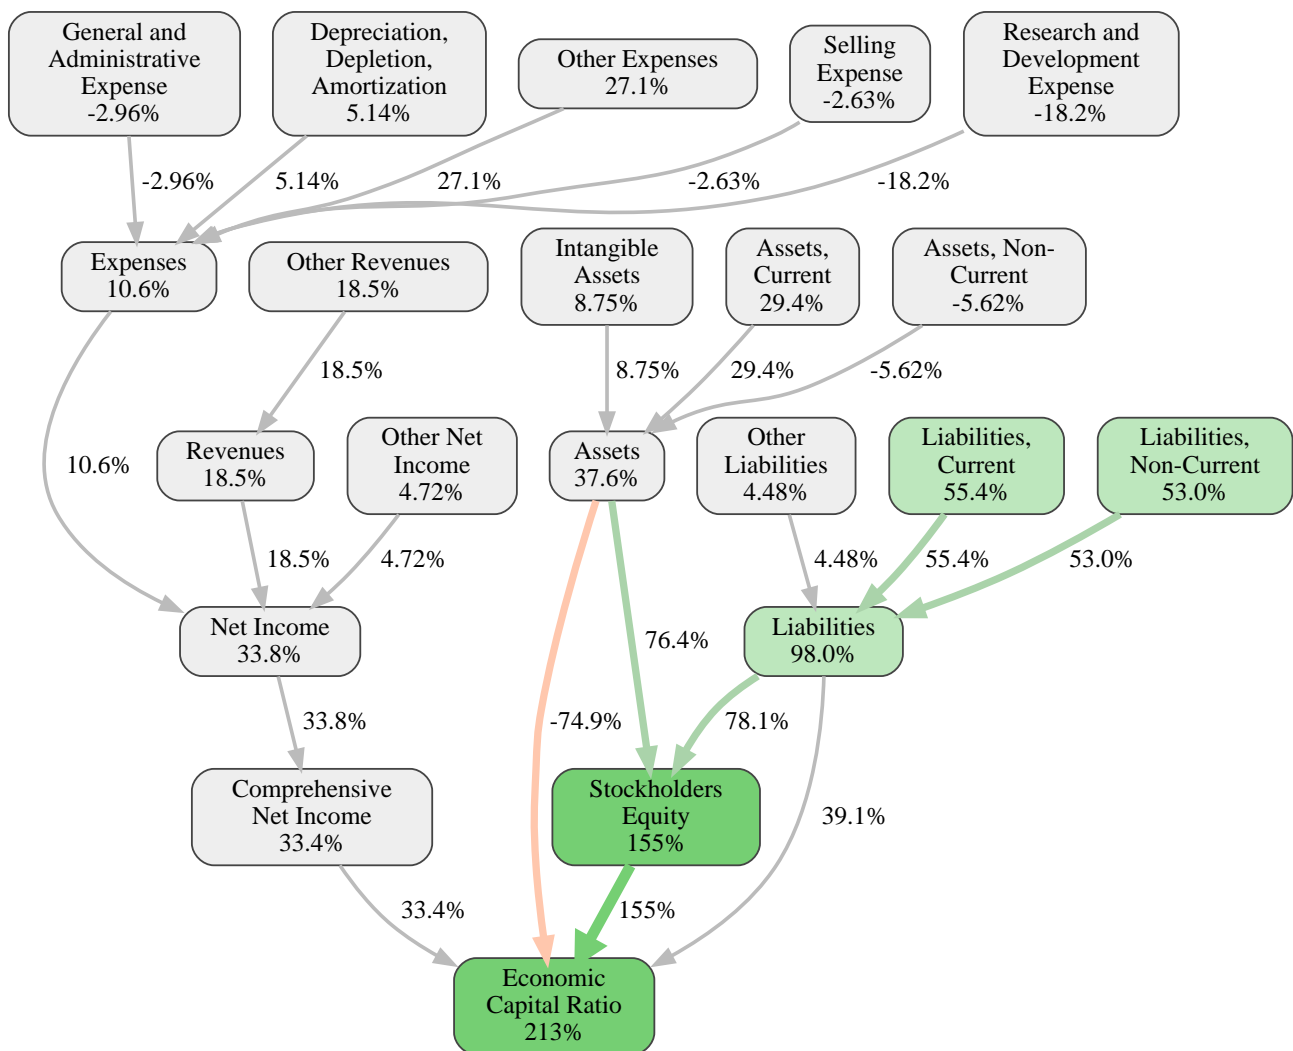 General and
Administrative
Expense
-2.96%
Depreciation,
Depletion,
Amortization
5.14%
Other Expenses
27.1%
Selling
Expense
-2.63%
Research and
Development
Expense
-18.2%
-2.96%
5.14%
27.1%
-2.63%
-18.2%
Expenses
10.6%
Other Revenues
18.5%
Intangible
Assets
8.75%
Assets,
Current
29.4%
Assets, Non-
Current
-5.62%
18.5%
8.75%
29.4%
-5.62%
10.6%
Revenues
18.5%
Other Net
Income
4.72%
Assets
37.6%
Other
Liabilities
4.48%
Liabilities,
Current
55.4%
Liabilities,
Non-Current
53.0%
18.5%
4.72%
4.48%
55.4%
53.0%
Net Income
33.8%
76.4%
Liabilities
98.0%
33.8%
-74.9%
78.1%
Comprehensive
Net Income
33.4%
Stockholders
Equity
155%
39.1%
33.4%
155%
Economic
Capital Ratio
213%